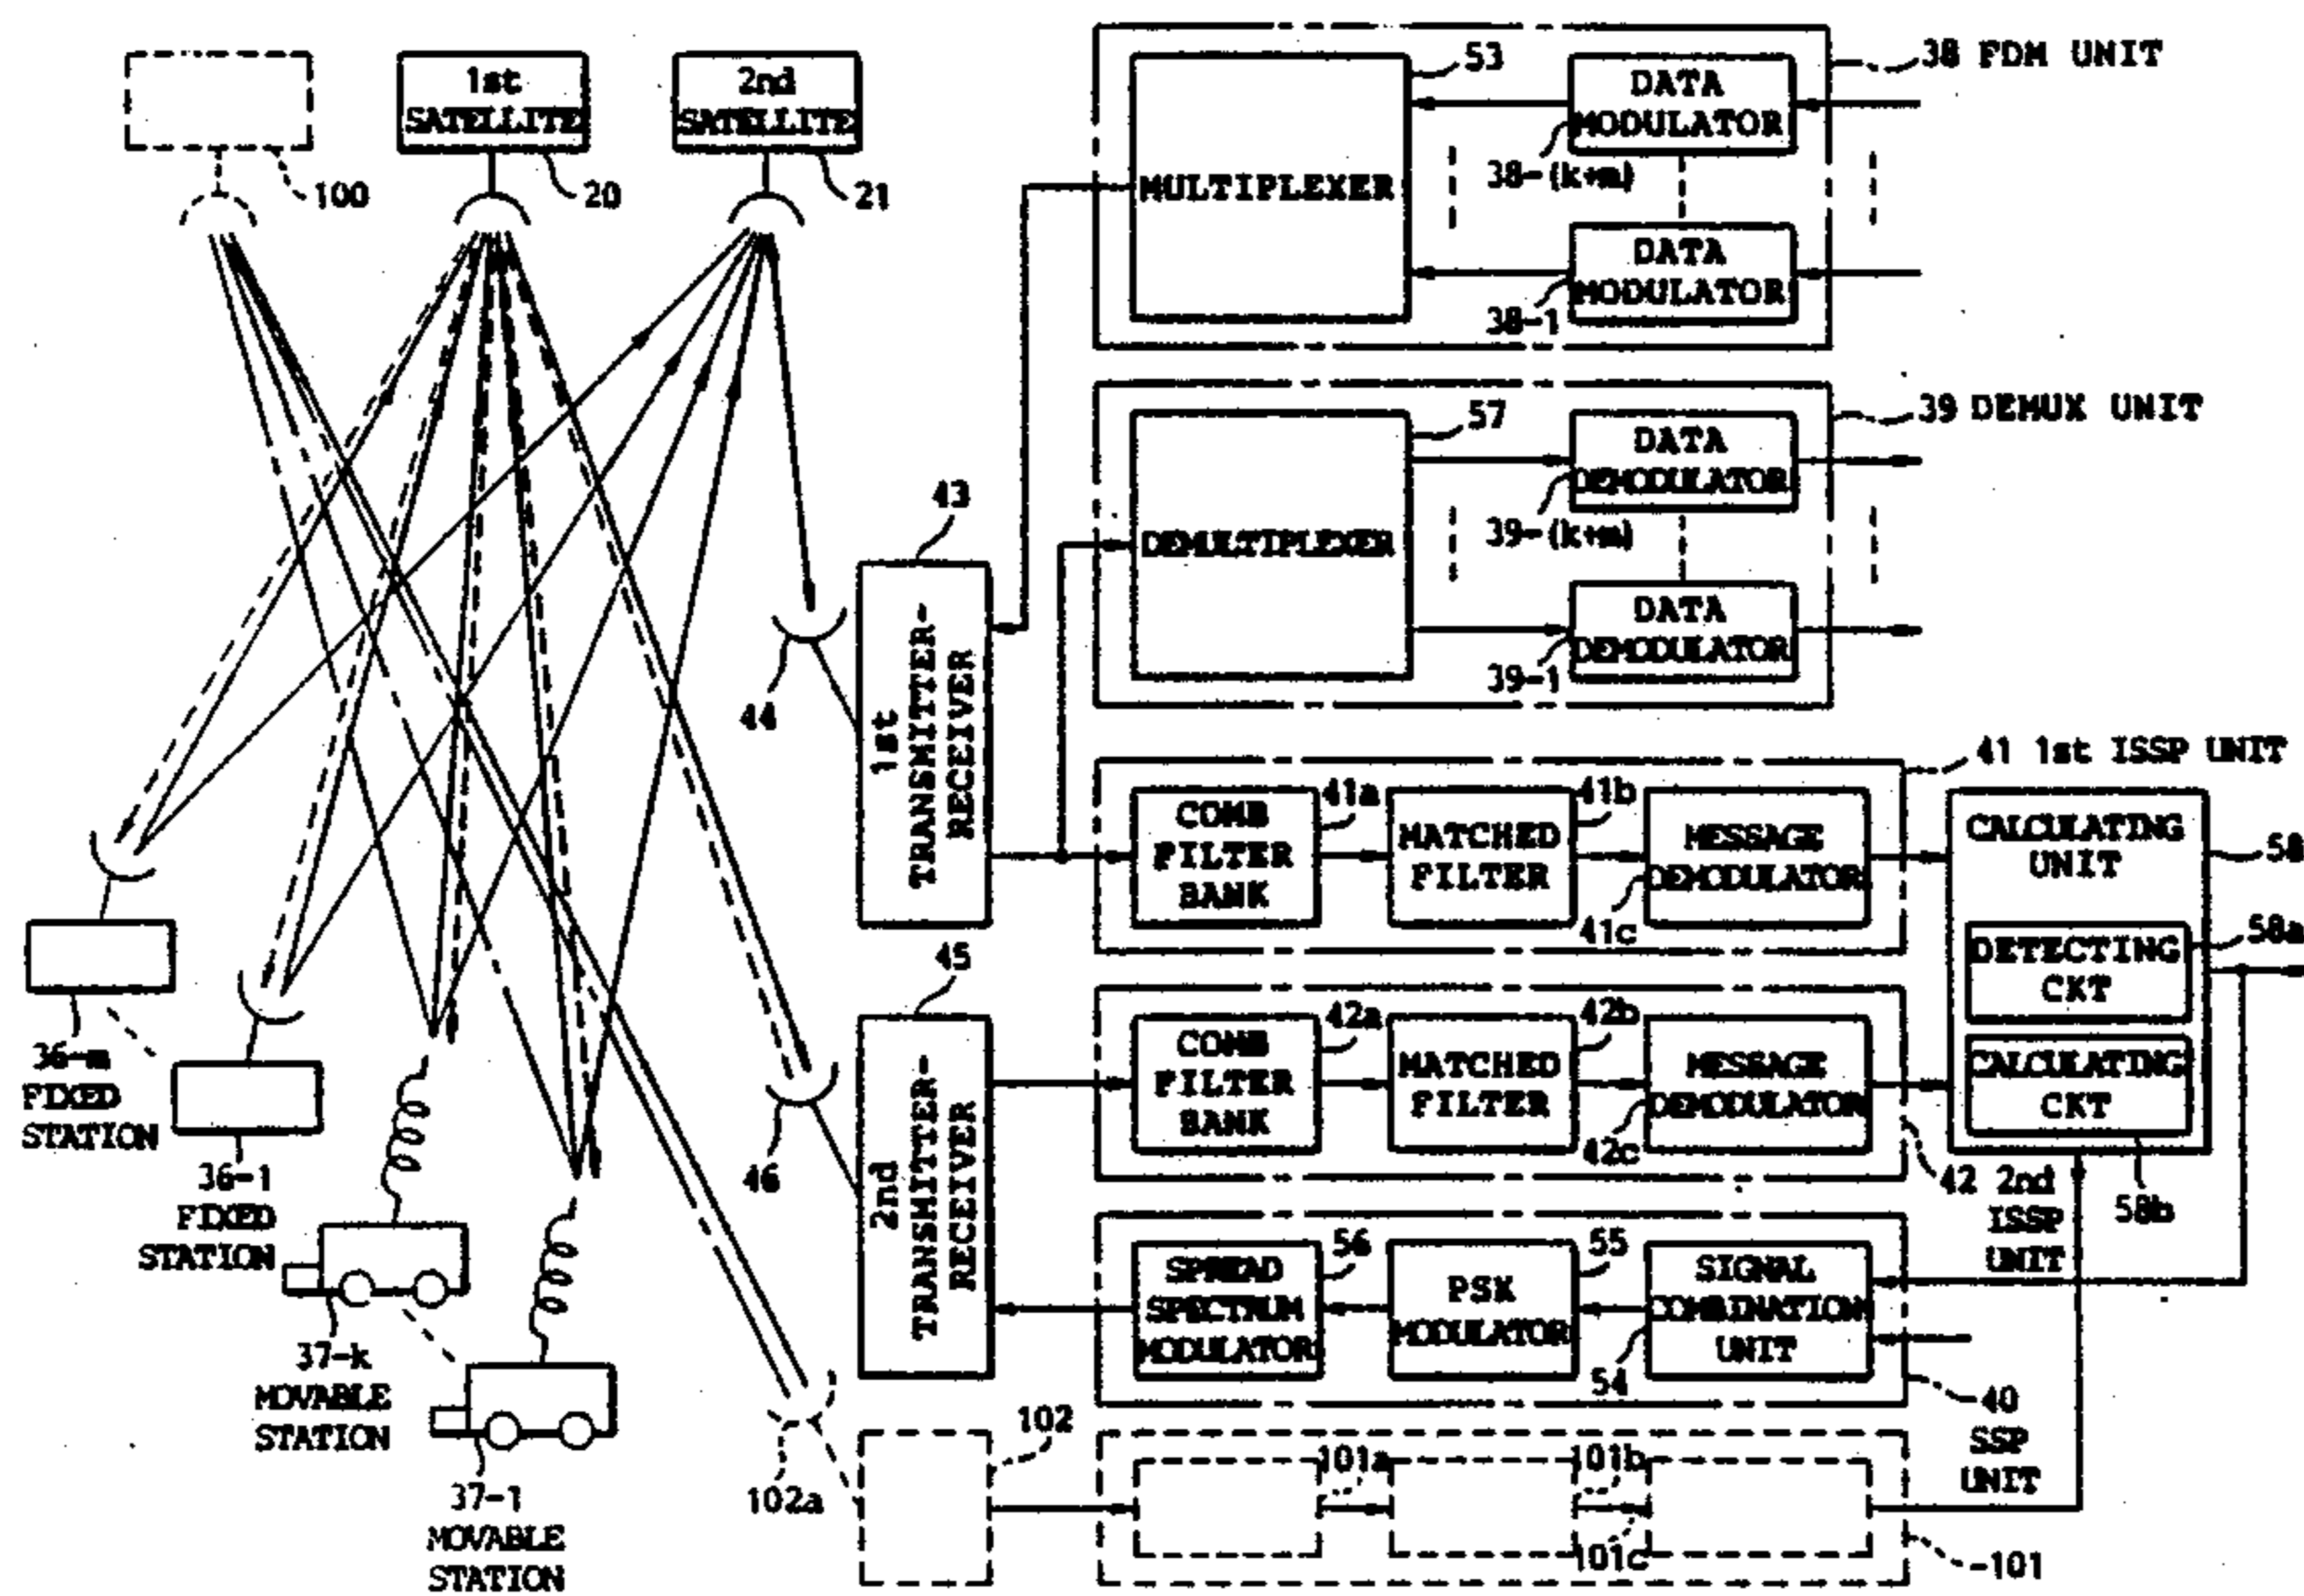 1st
SATELLITE
2nd
SATELLITE
100
20
21
38 FDM UNIT
53
DATA
MODULATOR
MULTIPLEXER
38-(k+m)
DATA
MODULATOR
38-1
39 DEMUX UNIT
57
DATA
DEMODULATOR
DEMULTIPLEXER
39-(k+m)
DATA
DEMODULATOR
39-1
43
44
1st
TRANSMITTER-
RECEIVER
41 1st ISSP UNIT
41a
41b
COMB
FILTER
BANK
MATCHED
FILTER
MESSAGE
DEMODULATOR
41c
CALCULATING
UNIT
58
DETECTING
CKT
58a
CALCULATING
CKT
58b
45
46
2nd
TRANSMITTER-
RECEIVER
42a
42b
COMB
FILTER
BANK
MATCHED
FILTER
MESSAGE
DEMODULATOR
42c
42 2nd
ISSP
UNIT
56
55
SPREAD
SPECTRUM
MODULATOR
PSK
MODULATOR
SIGNAL
COMBINATION
UNIT
54
40
SSP
UNIT
36-m
FIXED
STATION
36-1
FIXED
STATION
37-k
MOVABLE
STATION
37-1
MOVABLE
STATION
102
102a
101a
101b
101c
101